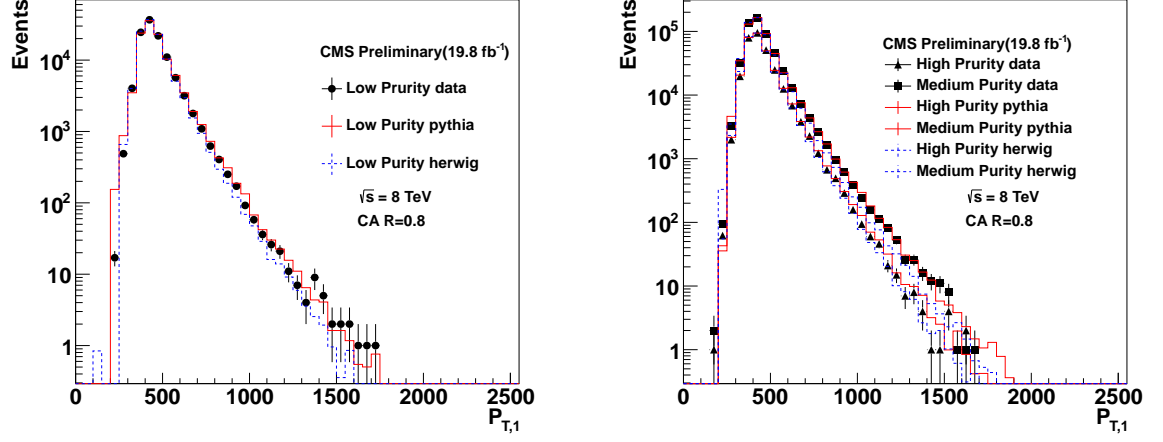 Events
10⁴
10³
10²
10
1
CMS Preliminary(19.8 fb⁻¹)
Low Prurity data
Low Purity pythia
Low Purity herwig
√s = 8 TeV
CA R=0.8
0 500 1000 1500 2000 2500
P_T,1
Events
10⁵
10⁴
10³
10²
10
1
CMS Preliminary(19.8 fb⁻¹)
High Prurity data
Medium Purity data
High Purity pythia
Medium Purity pythia
High Purity herwig
Medium Purity herwig
√s = 8 TeV
CA R=0.8
0 500 1000 1500 2000 2500
P_T,1